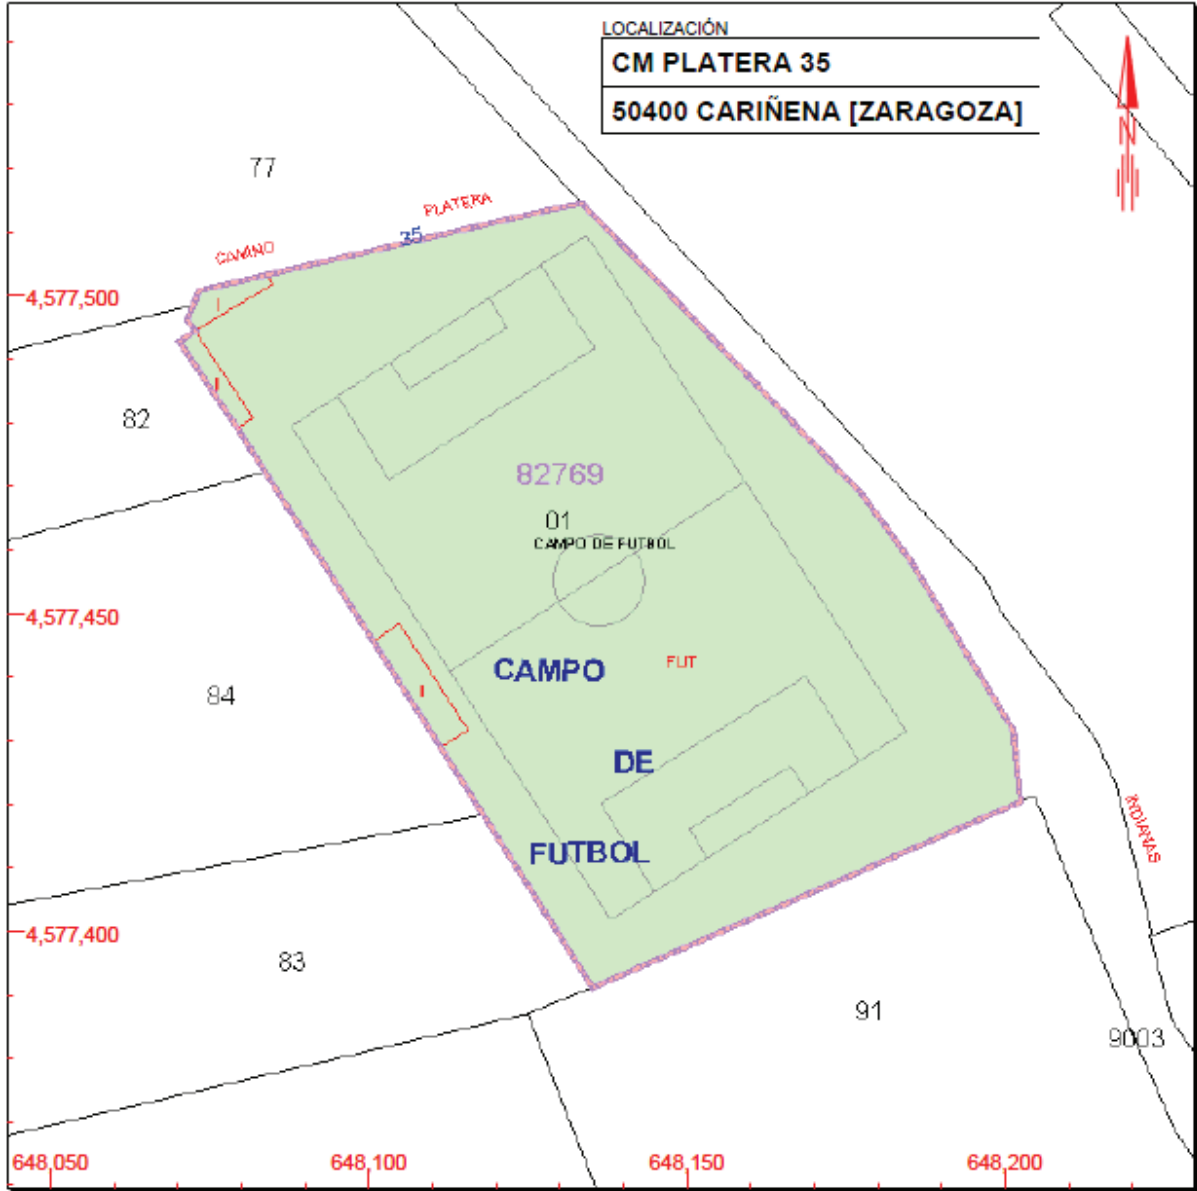 LOCALIZACIÓN
CM PLATERA 35
50400 CARIÑENA [ZARAGOZA]
N
77
PLATERA
35
CAMINO
I
4,577,500
I
82
82769
01
CAMPO DE FUTBOL
4,577,450
CAMPO
FUT
84
I
DE
INDIANAS
FUTBOL
4,577,400
83
91
9003
648,050
648,100
648,150
648,200